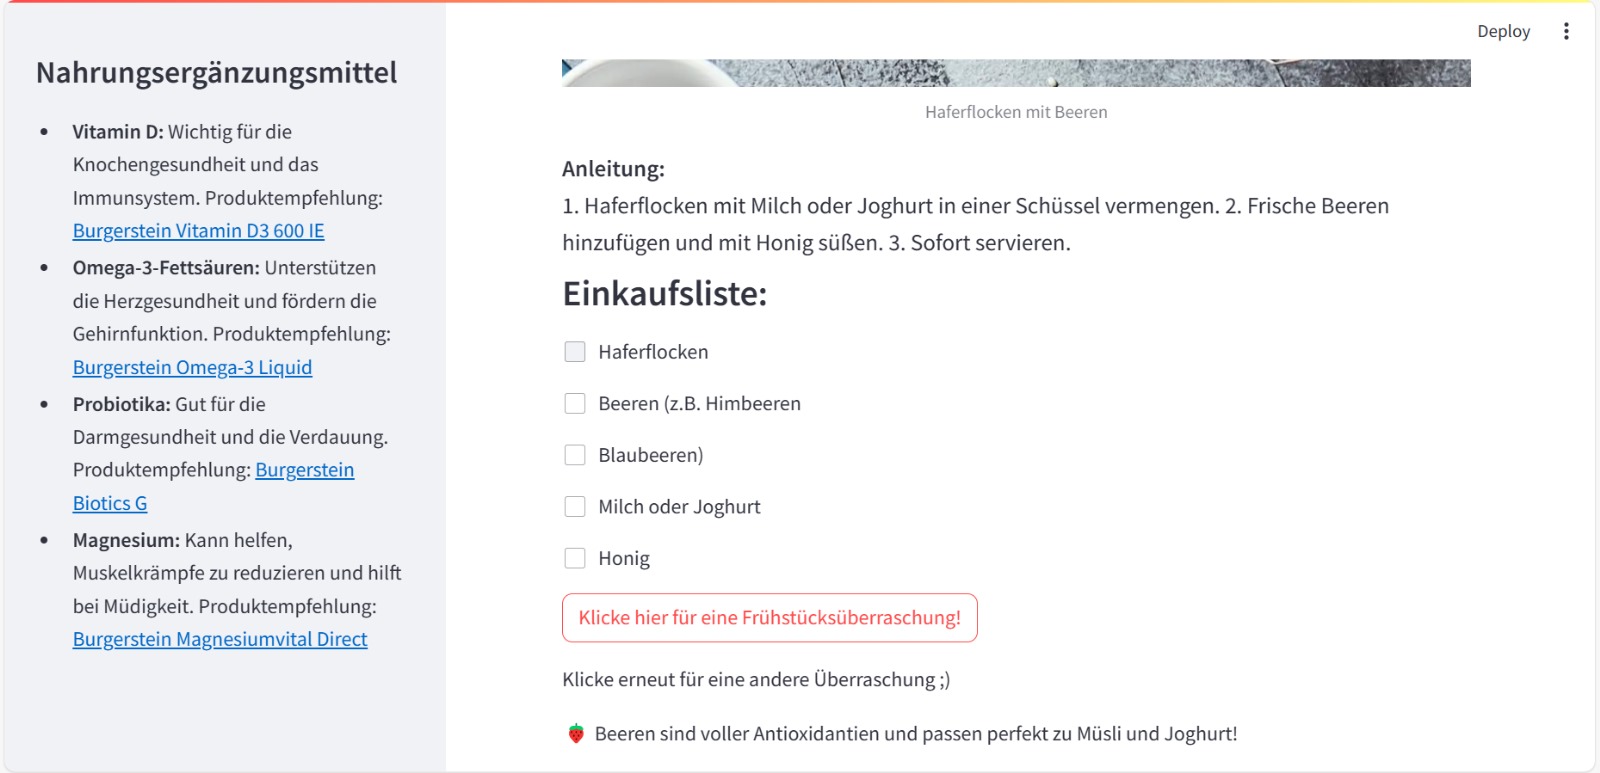 Deploy
Nahrungsergänzungsmittel
Vitamin D: Wichtig für die
Knochengesundheit und das
Immunsystem. Produktempfehlung:
Burgerstein Vitamin D3 600 IE
Omega-3-Fettsäuren: Unterstützen
die Herzgesundheit und fördern die
Gehirnfunktion. Produktempfehlung:
Burgerstein Omega-3 Liquid
Probiotika: Gut für die
Darmgesundheit und die Verdauung.
Produktempfehlung: Burgerstein
Biotics G
Magnesium: Kann helfen,
Muskelkrämpfe zu reduzieren und hilft
bei Müdigkeit. Produktempfehlung:
Burgerstein Magnesiumvital Direct
Haferflocken mit Beeren
Anleitung:
1. Haferflocken mit Milch oder Joghurt in einer Schüssel vermengen. 2. Frische Beeren
hinzufügen und mit Honig süßen. 3. Sofort servieren.
Einkaufsliste:
Haferflocken
Beeren (z.B. Himbeeren
Blaubeeren)
Milch oder Joghurt
Honig
Klicke hier für eine Frühstücksüberraschung!
Klicke erneut für eine andere Überraschung ;)
🍓 Beeren sind voller Antioxidantien und passen perfekt zu Müsli und Joghurt!